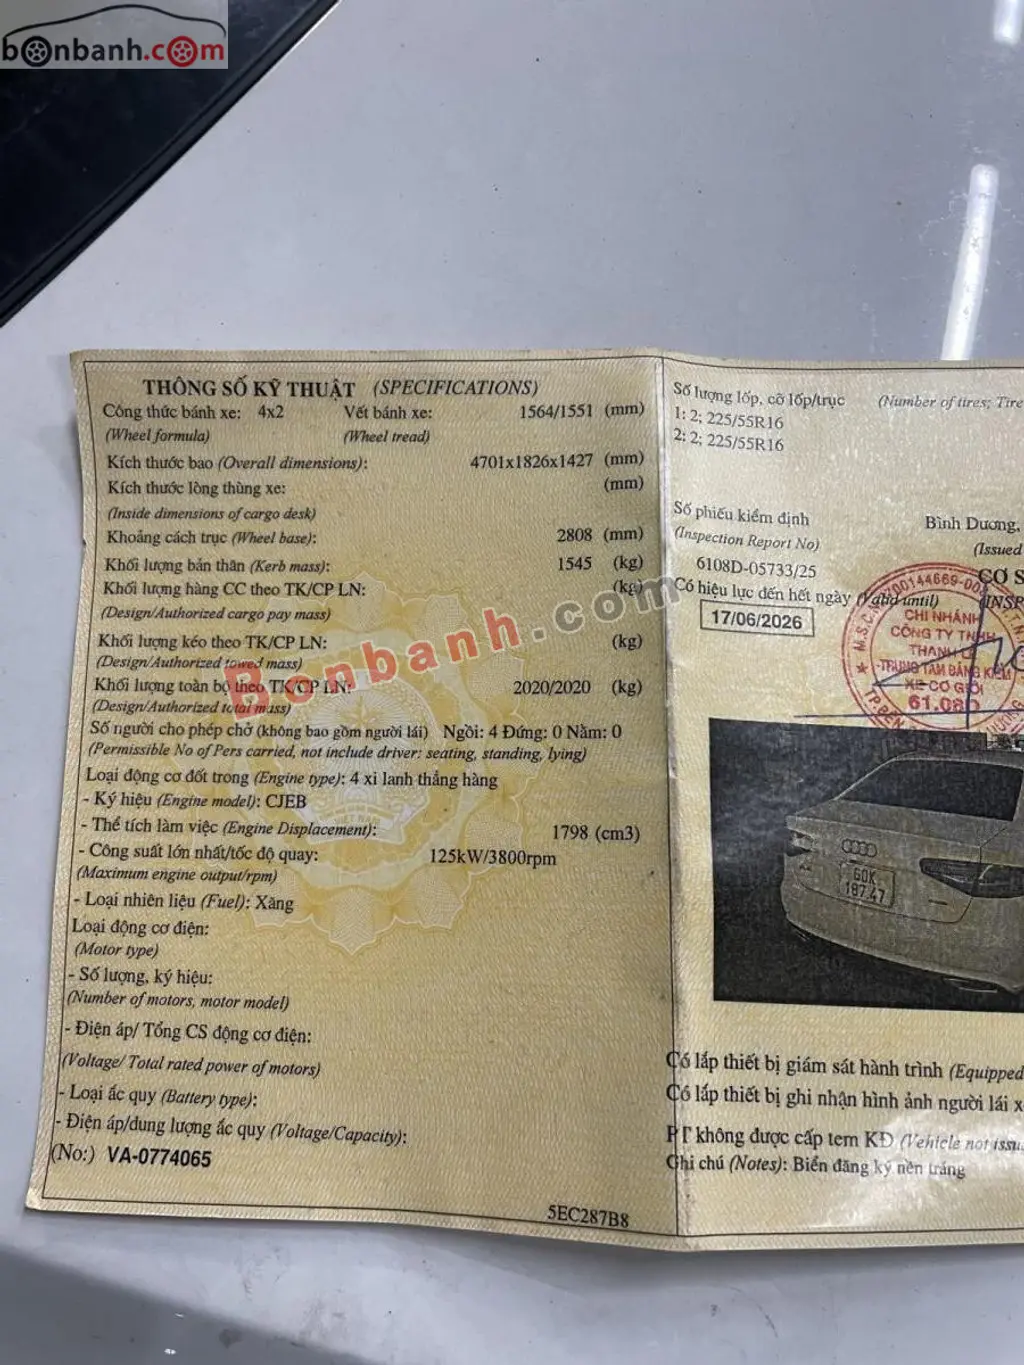 bonbanh.com
THÔNG SỐ KỸ THUẬT (SPECIFICATIONS)
Công thức bánh xe: 4x2 Vết bánh xe: 1564/1551 (mm)
(Wheel formula) (Wheel tread)
Kích thước bao (Overall dimensions): 4701x1826x1427 (mm)
Kích thước lòng thùng xe: (mm)
(Inside dimensions of cargo desk)
Khoảng cách trục (Wheel base): 2808 (mm)
Khối lượng bản thân (Kerb mass): 1545 (kg)
Khối lượng hàng CC theo TK/CP LN: (kg)
(Design/Authorized cargo pay mass)
Khối lượng kéo theo TK/CP LN: (kg)
(Design/Authorized towed mass)
Khối lượng toàn bộ theo TK/CP LN: 2020/2020 (kg)
(Design/Authorized total mass)
Số người cho phép chở (không bao gồm người lái) Ngồi: 4 Đứng: 0 Nằm: 0
(Permissible No of Pers carried, not include driver: seating, standing, lying)
Loại động cơ đốt trong (Engine type): 4 xi lanh thẳng hàng
- Ký hiệu (Engine model): CJEB
- Thể tích làm việc (Engine Displacement): 1798 (cm3)
- Công suất lớn nhất/tốc độ quay: 125kW/3800rpm
(Maximum engine output/rpm)
- Loại nhiên liệu (Fuel): Xăng
Loại động cơ điện:
(Motor type)
- Số lượng, ký hiệu:
(Number of motors, motor model)
- Điện áp/ Tổng CS động cơ điện:
(Voltage/ Total rated power of motors)
- Loại ắc quy (Battery type):
- Điện áp/dung lượng ắc quy (Voltage/Capacity):
(No:) VA-0774065
5EC287B8
Số lượng lốp, cỡ lốp/trục (Number of tires; Tire
1: 2; 225/55R16
2: 2; 225/55R16
Số phiếu kiểm định Bình Dương,
(Inspection Report No) (Issued
6108D-05733/25 CƠ S
Có hiệu lực đến hết ngày (Valid until) (INSP
17/06/2026
CHI NHÁNH
CÔNG TY TNHH
THANH
TRUNG TÂM ĐĂNG KIỂM
XE CƠ GIỚI
61.08D
60K
187.47
Có lắp thiết bị giám sát hành trình (Equipped
Có lắp thiết bị ghi nhận hình ảnh người lái x
PT không được cấp tem KĐ (Vehicle not issu
Ghi chú (Notes): Biển đăng ký nền trắng
Bonbanh.com